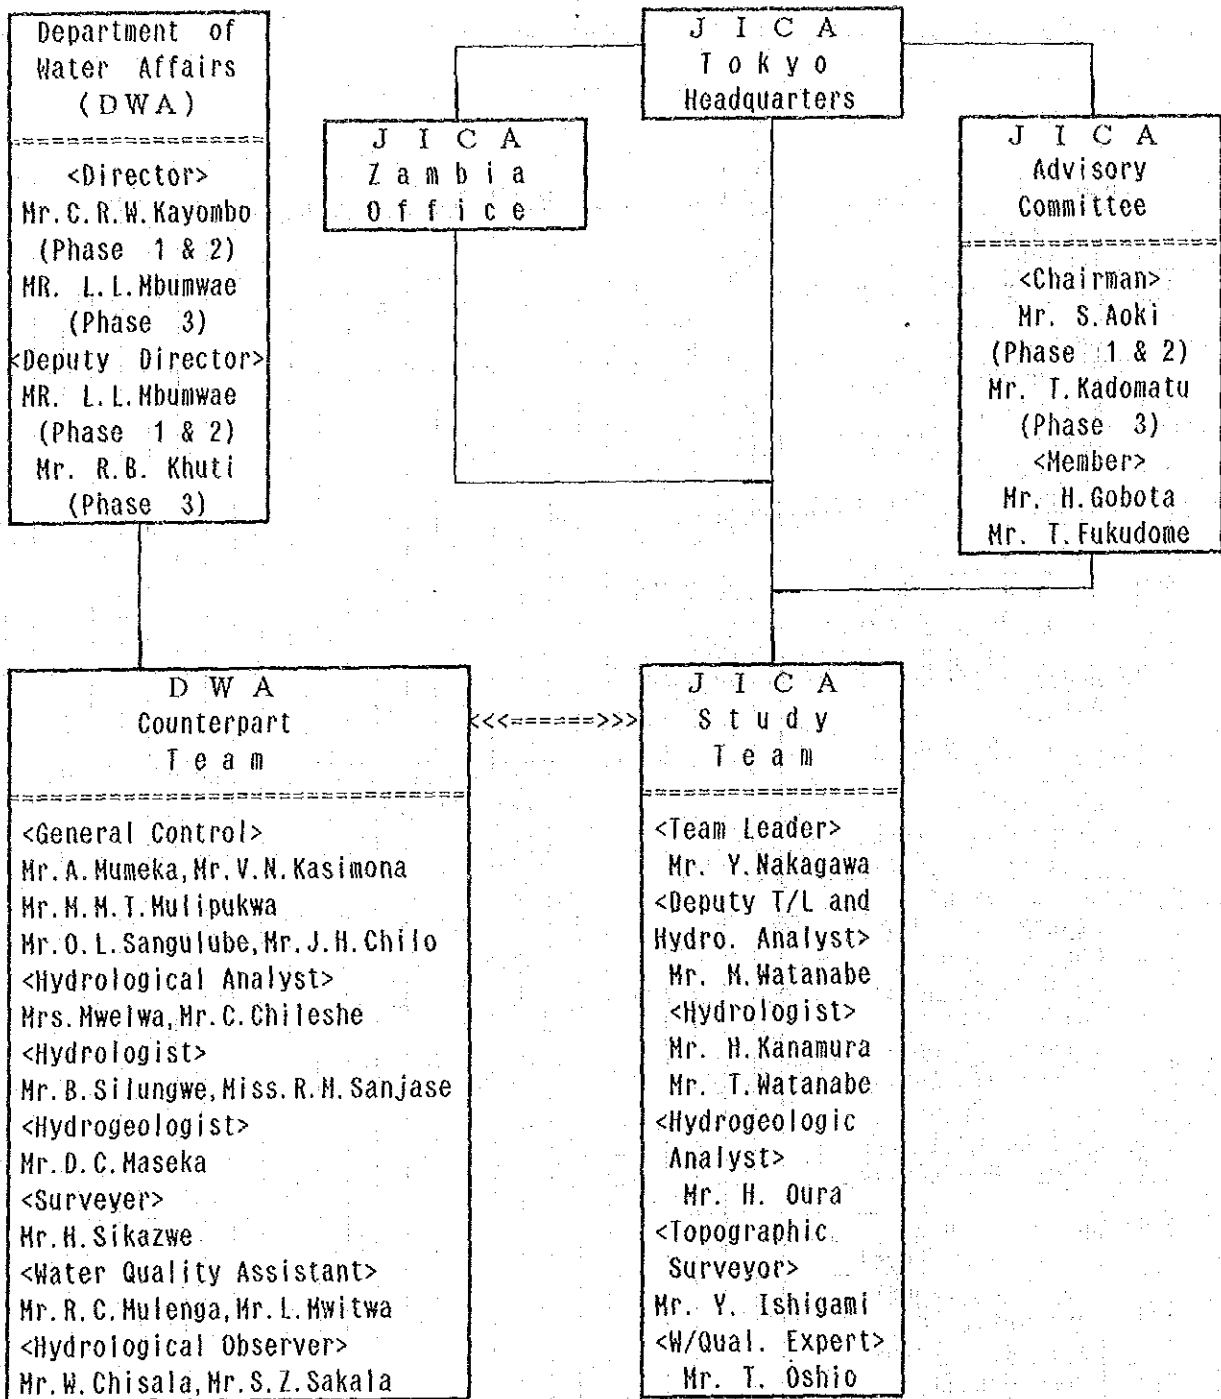 Department of
Water Affairs
(DWA)
====================
<Director>
Mr.C.R.W.Kayombo
(Phase 1 & 2)
MR. L.L.Mbumwae
(Phase 3)
<Deputy Director>
MR. L.L.Mbumwae
(Phase 1 & 2)
Mr. R.B. Khuti
(Phase 3)
J I C A
Zambia
Office
J I C A
Tokyo
Headquarters
J I C A
Advisory
Committee
====================
<Chairman>
Mr. S.Aoki
(Phase 1 & 2)
Mr. T.Kadomatu
(Phase 3)
<Member>
Mr. H.Gobota
Mr. T.Fukudome
D W A
Counterpart
Team
===================================
<General Control>
Mr.A.Mumeka,Mr.V.N.Kasimona
Mr.M.M.T.Mulipukwa
Mr.O.L.Sangulube,Mr.J.H.Chilo
<Hydrological Analyst>
Mrs.Mwelwa,Mr.C.Chileshe
<Hydrologist>
Mr.B.Silungwe,Miss.R.M.Sanjase
<Hydrogeologist>
Mr.D.C.Maseka
<Surveyer>
Mr.H.Sikazwe
<Water Quality Assistant>
Mr.R.C.Mulenga,Mr.L.Mwitwa
<Hydrological Observer>
Mr.W.Chisala,Mr.S.Z.Sakala
<<<======>>>
J I C A
Study
Team
====================
<Team Leader>
Mr. Y.Nakagawa
<Deputy T/L and
Hydro. Analyst>
Mr. M.Watanabe
<Hydrologist>
Mr. H.Kanamura
Mr. T.Watanabe
<Hydrogeologic
Analyst>
Mr. H. Oura
<Topographic
Surveyor>
Mr. Y. Ishigami
<W/Qual. Expert>
Mr. T. Oshio